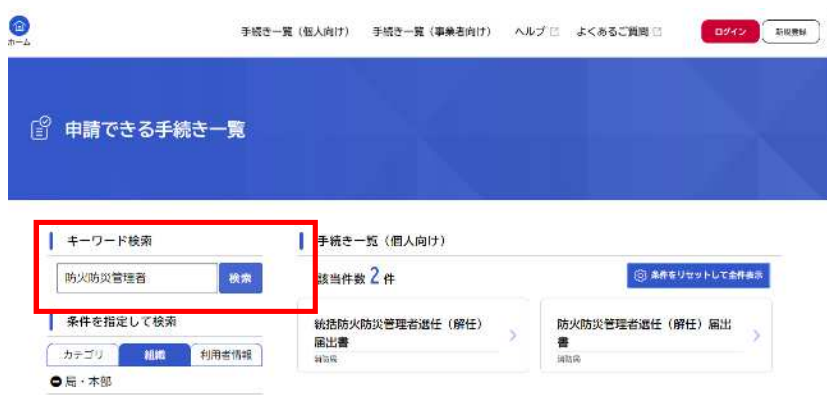 ホーム
手続き一覧（個人向け）
手続き一覧（事業者向け）
ヘルプ
よくあるご質問
ログイン
新規登録
申請できる手続き一覧
キーワード検索
防火防災管理者
検索
条件を指定して検索
カテゴリ
組織
利用者情報
局・本部
手続き一覧（個人向け）
該当件数 2 件
条件をリセットして全件表示
統括防火防災管理者選任（解任）
届出書
消防局
防火防災管理者選任（解任）届出
書
消防局